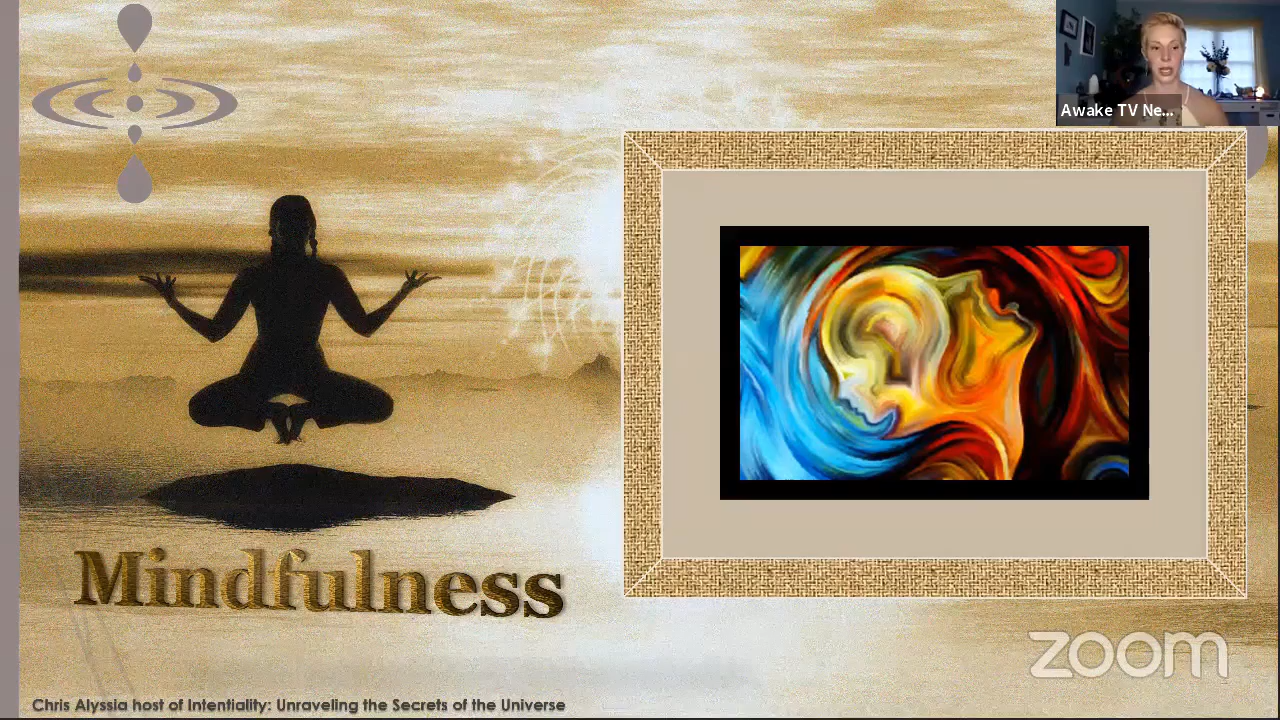 Awake TV Ne...
Mindfulness
zoom
Chris Alyssia host of Intentiality: Unraveling the Secrets of the Universe